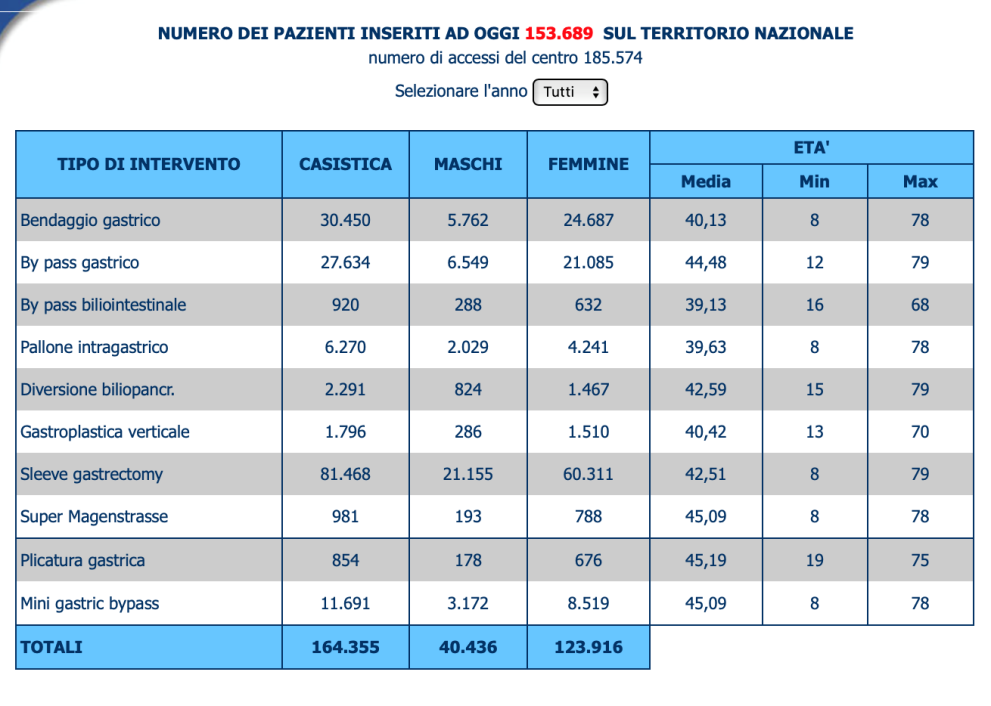 NUMERO DEI PAZIENTI INSERITI AD OGGI 153.689 SUL TERRITORIO NAZIONALE
numero di accessi del centro 185.574
Selezionare l'anno Tutti
TIPO DI INTERVENTO CASISTICA MASCHI FEMMINE ETA'
Media Min Max
Bendaggio gastrico 30.450 5.762 24.687 40,13 8 78
By pass gastrico 27.634 6.549 21.085 44,48 12 79
By pass biliointestinale 920 288 632 39,13 16 68
Pallone intragastrico 6.270 2.029 4.241 39,63 8 78
Diversione biliopancr. 2.291 824 1.467 42,59 15 79
Gastroplastica verticale 1.796 286 1.510 40,42 13 70
Sleeve gastrectomy 81.468 21.155 60.311 42,51 8 79
Super Magenstrasse 981 193 788 45,09 8 78
Plicatura gastrica 854 178 676 45,19 19 75
Mini gastric bypass 11.691 3.172 8.519 45,09 8 78
TOTALI 164.355 40.436 123.916